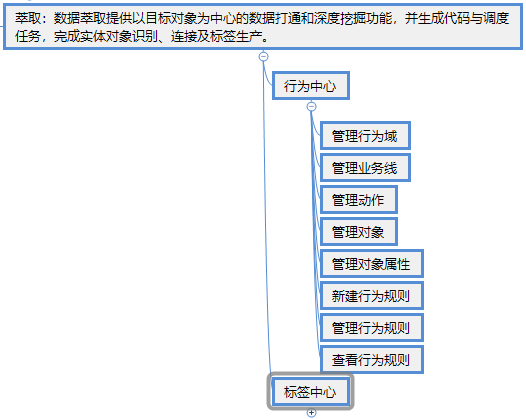 萃取：数据萃取提供以目标对象为中心的数据打通和深度挖掘功能，并生成代码与调度
任务，完成实体对象识别、连接及标签生产。
行为中心
管理行为域
管理业务线
管理动作
管理对象
管理对象属性
新建行为规则
管理行为规则
查看行为规则
标签中心